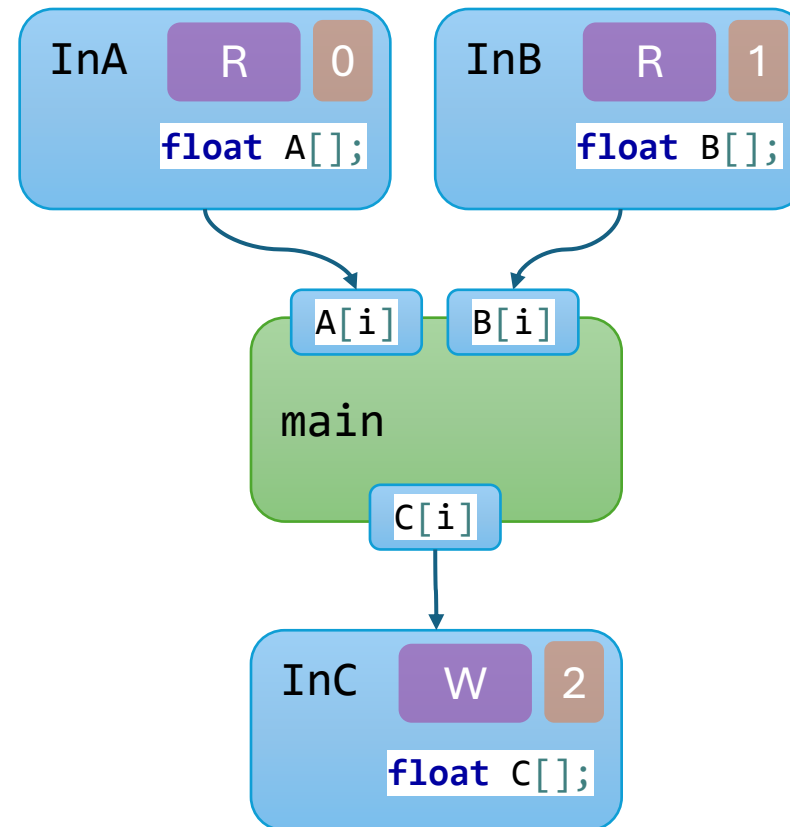 InA R 0
float A[];
InB R 1
float B[];
A[i]
B[i]
main
C[i]
InC W 2
float C[];